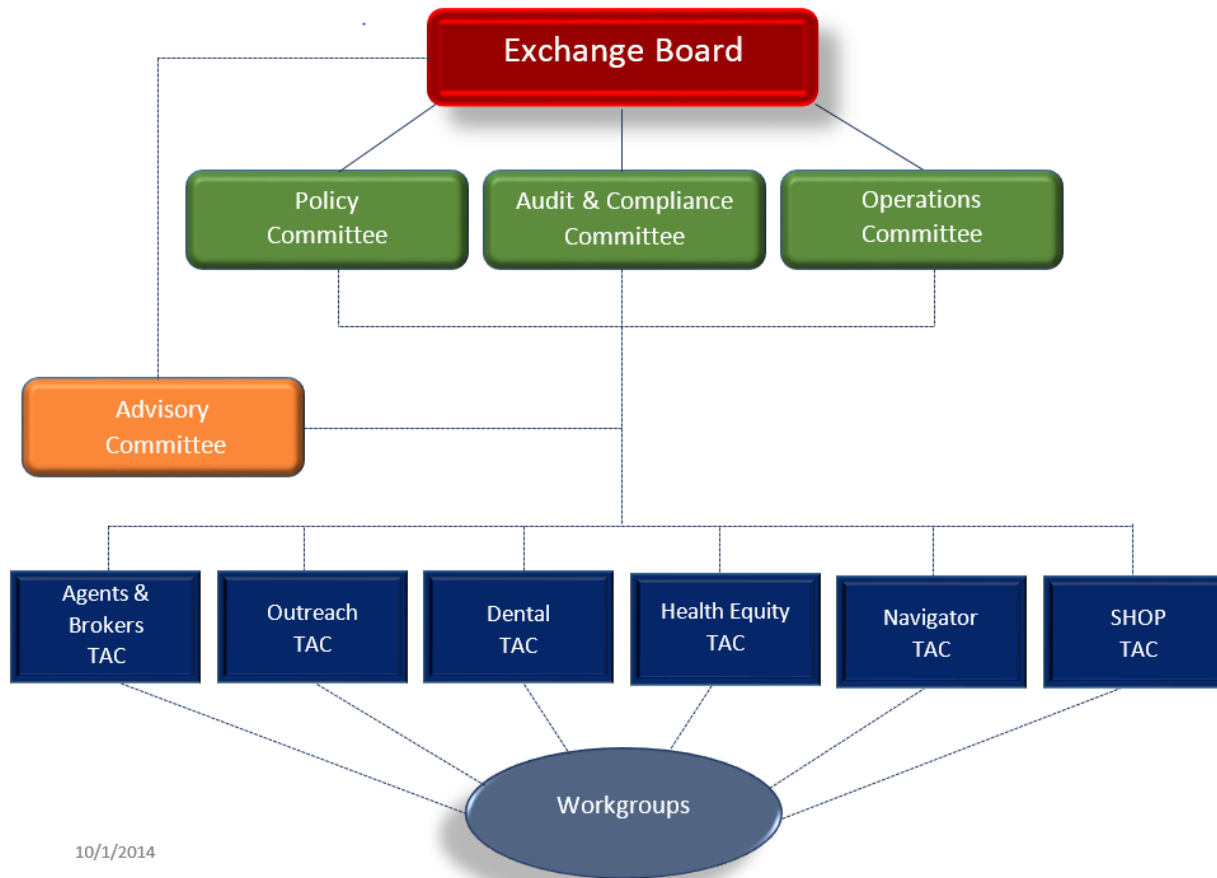 Exchange Board
Policy
Committee
Audit & Compliance
Committee
Operations
Committee
Advisory
Committee
Agents &
Brokers
TAC
Outreach
TAC
Dental
TAC
Health Equity
TAC
Navigator
TAC
SHOP
TAC
Workgroups
10/1/2014